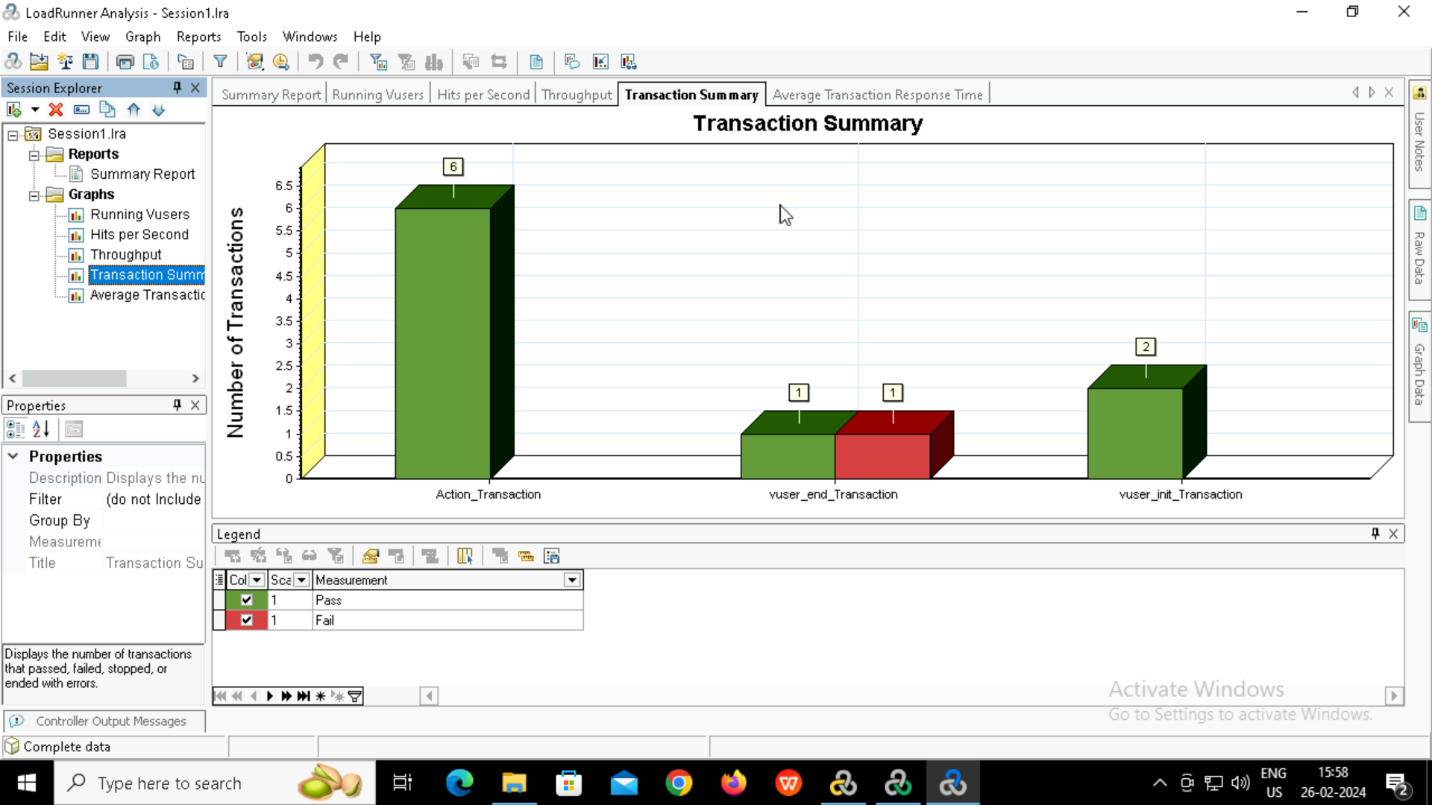 LoadRunner Analysis - Session1.lra
File Edit View Graph Reports Tools Windows Help
Session Explorer
Session1.lra
Reports
Summary Report
Graphs
Running Vusers
Hits per Second
Throughput
Transaction Summ
Average Transactic
Properties
Properties
Description Displays the nu
Filter (do not Include
Group By
Measureme
Title Transaction Su
Displays the number of transactions
that passed, failed, stopped, or
ended with errors.
Controller Output Messages
Complete data
Summary Report Running Vusers Hits per Second Throughput Transaction Summary Average Transaction Response Time
Transaction Summary
Number of Transactions
6.5
6
5.5
5
4.5
4
3.5
3
2.5
2
1.5
1
0.5
0
6
1
1
2
Action_Transaction
vuser_end_Transaction
vuser_init_Transaction
Legend
Col Sca Measurement
1 Pass
1 Fail
User Notes
Raw Data
Graph Data
Activate Windows
Go to Settings to activate Windows.
Type here to search
ENG
US
15:58
26-02-2024
2